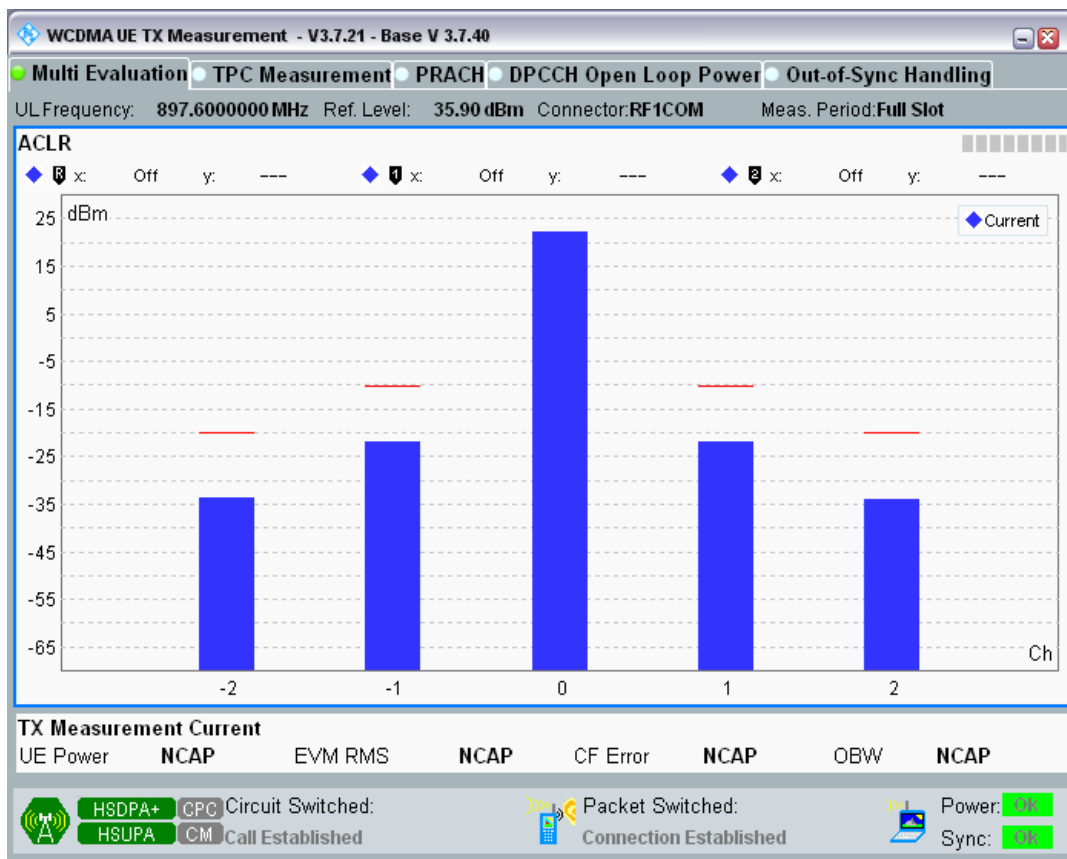 WCDMA UE TX Measurement - V3.7.21 - Base V 3.7.40
Multi Evaluation TPC Measurement PRACH DPCCH Open Loop Power Out-of-Sync Handling
UL Frequency: 897.6000000 MHz Ref. Level: 35.90 dBm Connector:RF1COM Meas. Period:Full Slot
ACLR
R x: Off y: --- 1 x: Off y: --- 2 x: Off y: ---
dBm
Current
25
15
5
-5
-15
-25
-35
-45
-55
-65
Ch
-2 -1 0 1 2
TX Measurement Current
UE Power NCAP EVM RMS NCAP CF Error NCAP OBW NCAP
HSDPA+ CPC Circuit Switched: Packet Switched: Power: OK
HSUPA CM Call Established Connection Established Sync: OK